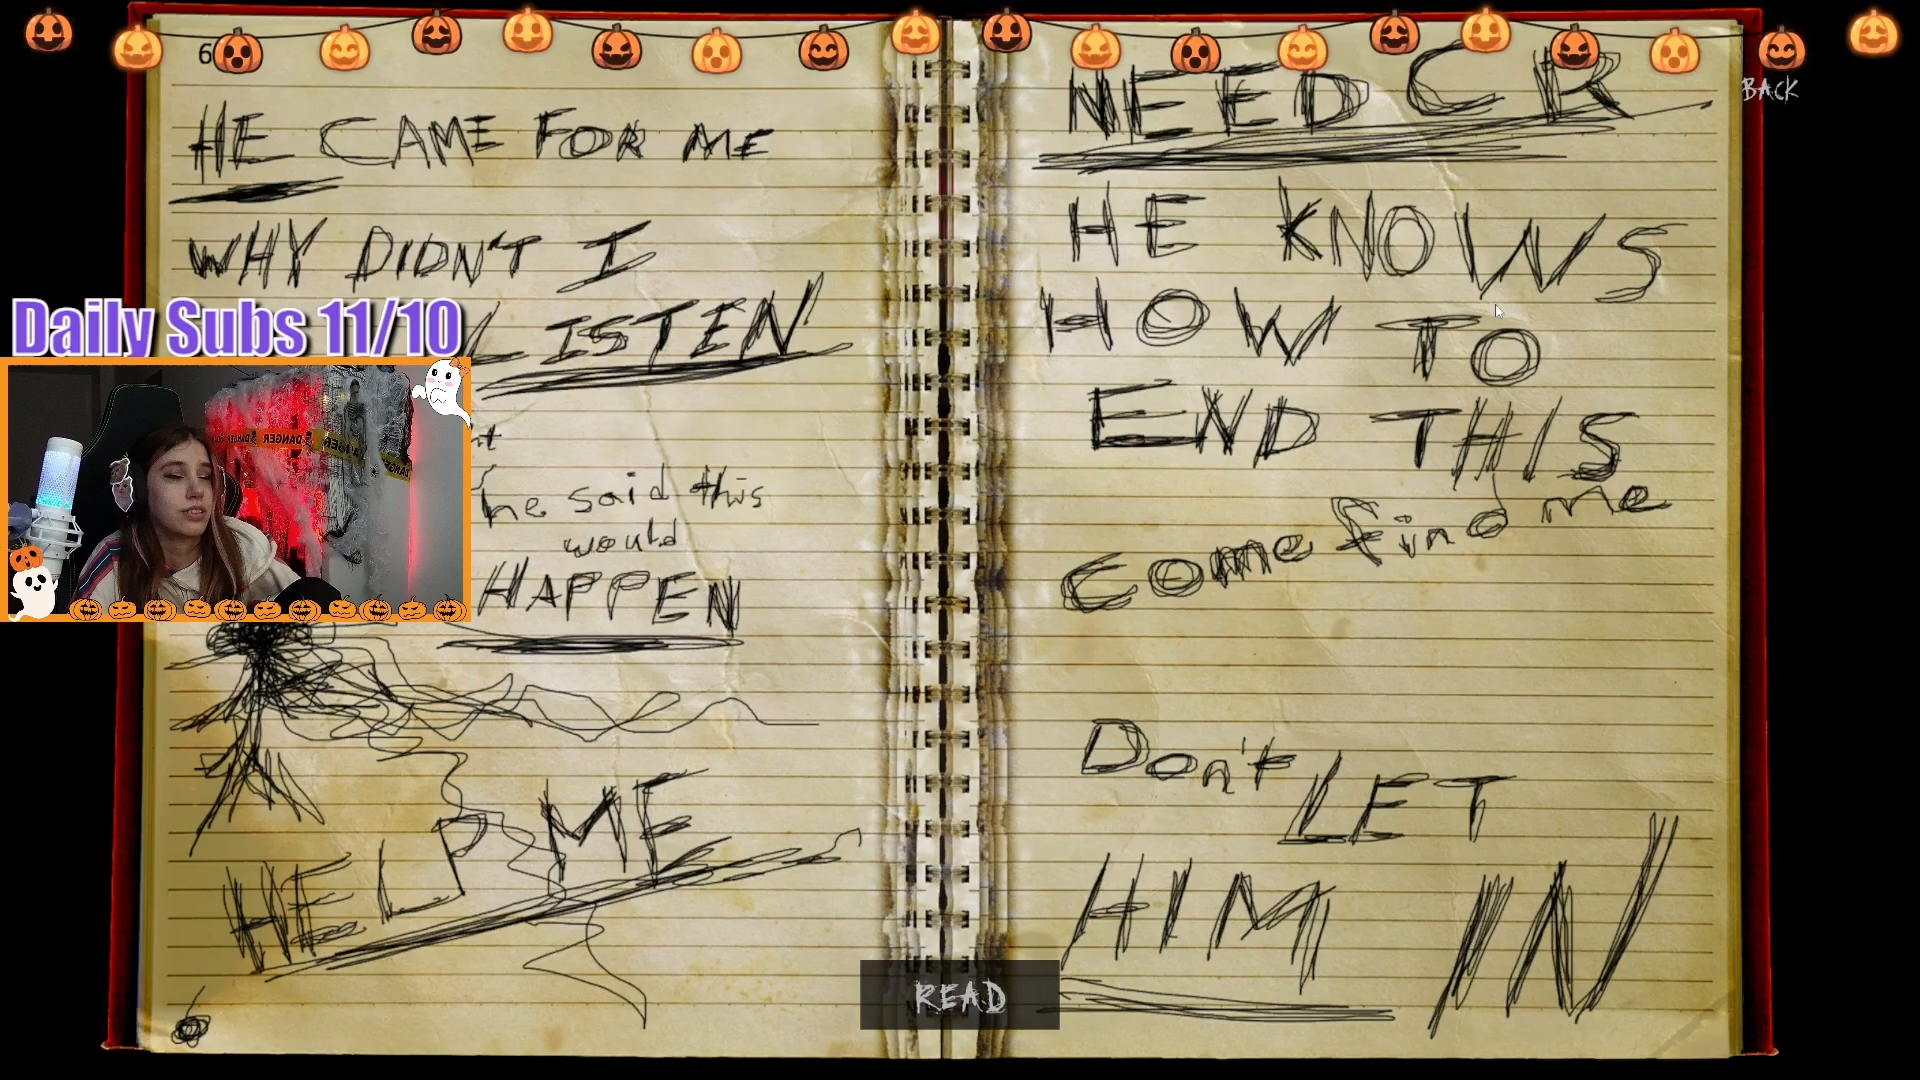 6
HE CAME FOR ME
WHY DIDN'T I
LISTEN
he said this
would
HAPPEN
HELP ME
NEED CR
HE KNOWS
HOW TO
END THIS
come find me
Don't LET
HIM IN
BACK
READ
Daily Subs 11/10
DANGER